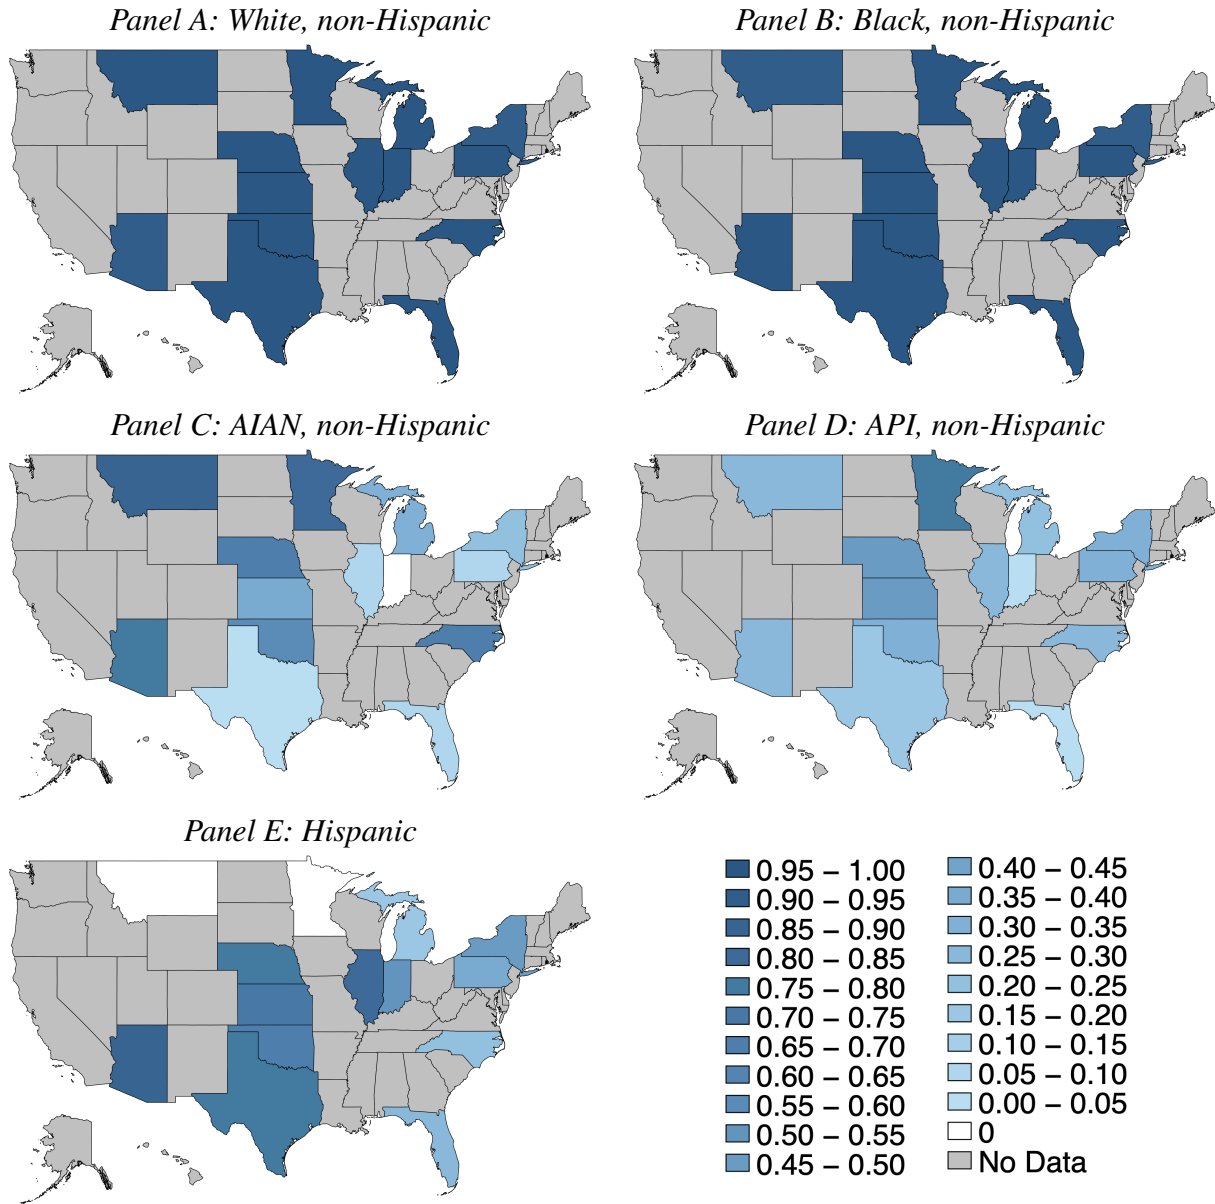 Panel A: White, non-Hispanic
Panel B: Black, non-Hispanic
Panel C: AIAN, non-Hispanic
Panel D: API, non-Hispanic
Panel E: Hispanic
0.95 – 1.00
0.90 – 0.95
0.85 – 0.90
0.80 – 0.85
0.75 – 0.80
0.70 – 0.75
0.65 – 0.70
0.60 – 0.65
0.55 – 0.60
0.50 – 0.55
0.45 – 0.50
0.40 – 0.45
0.35 – 0.40
0.30 – 0.35
0.25 – 0.30
0.20 – 0.25
0.15 – 0.20
0.10 – 0.15
0.05 – 0.10
0.00 – 0.05
0
No Data